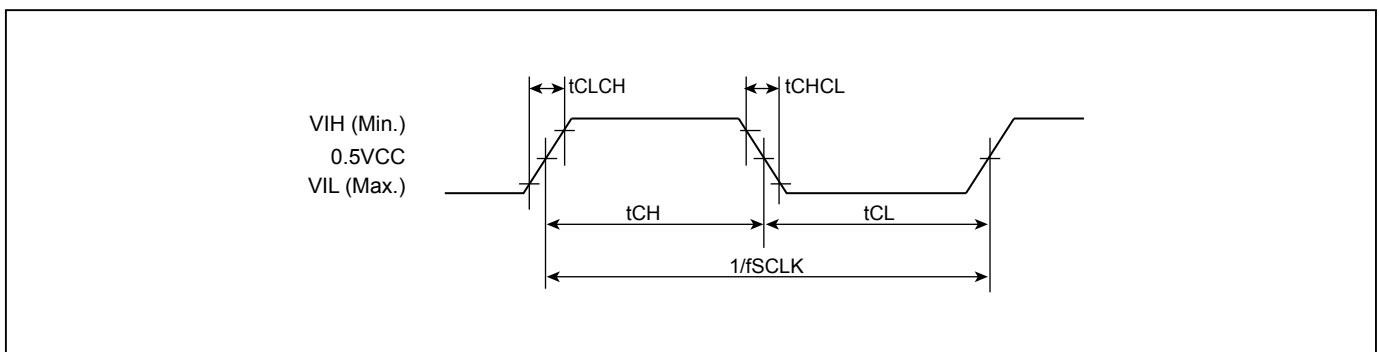 tCLCH
tCHCL
VIH (Min.)
0.5VCC
VIL (Max.)
tCH
tCL
1/fSCLK